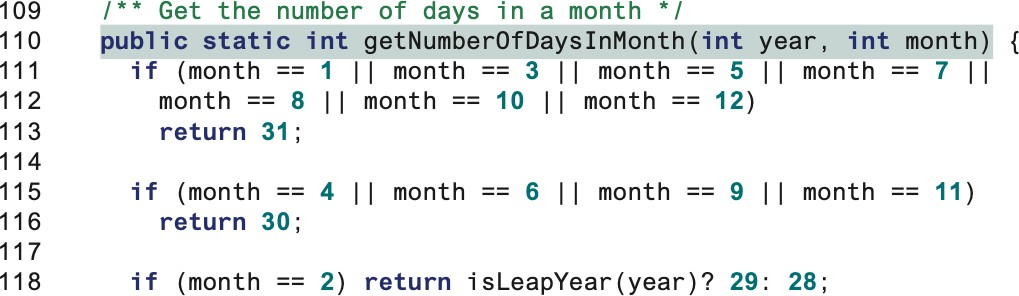 109 /** Get the number of days in a month */
110 public static int getNumberOfDaysInMonth(int year, int month) {
111 if (month == 1 || month == 3 || month == 5 || month == 7 ||
112 month == 8 || month == 10 || month == 12)
113 return 31;
114
115 if (month == 4 || month == 6 || month == 9 || month == 11)
116 return 30;
117
118 if (month == 2) return isLeapYear(year)? 29: 28;